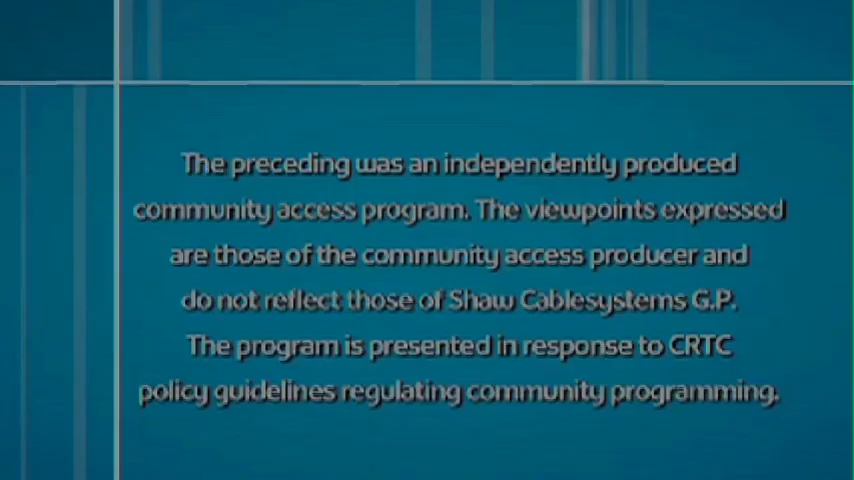 The preceding was an independently produced
community access program. The viewpoints expressed
are those of the community access producer and
do not reflect those of Shaw Cablesystems G.P.
The program is presented in response to CRTC
policy guidelines regulating community programming.